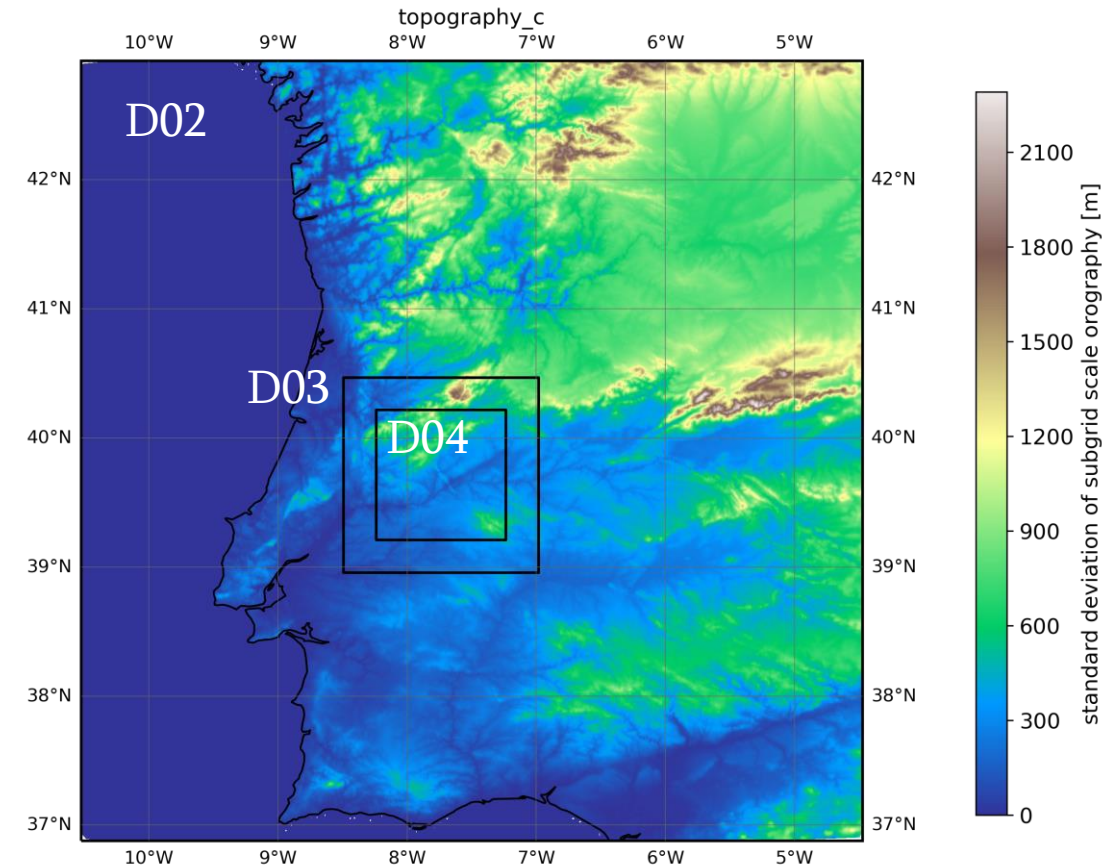 topography_c
10°W 9°W 8°W 7°W 6°W 5°W
D02
2100
42°N 42°N
1800
41°N 41°N
1500
D03
D04
40°N 40°N
1200
900
39°N 39°N
600
38°N 38°N
300
37°N 37°N
0
10°W 9°W 8°W 7°W 6°W 5°W
standard deviation of subgrid scale orography [m]